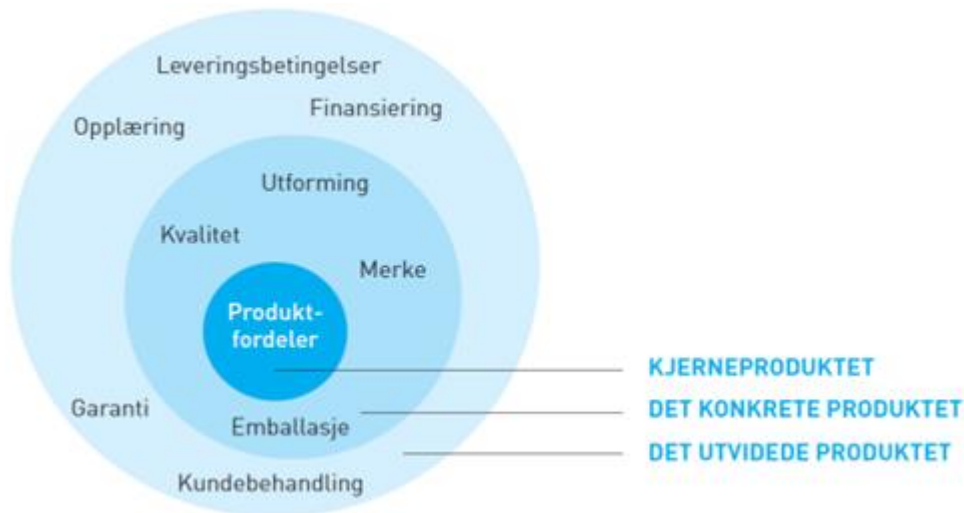 Leveringsbetingelser
Finansiering
Opplæring
Utforming
Kvalitet
Merke
Produkt-
fordeler
KJERNEPRODUKTET
Garanti
DET KONKRETE PRODUKTET
Emballasje
DET UTVIDEDE PRODUKTET
Kundebehandling